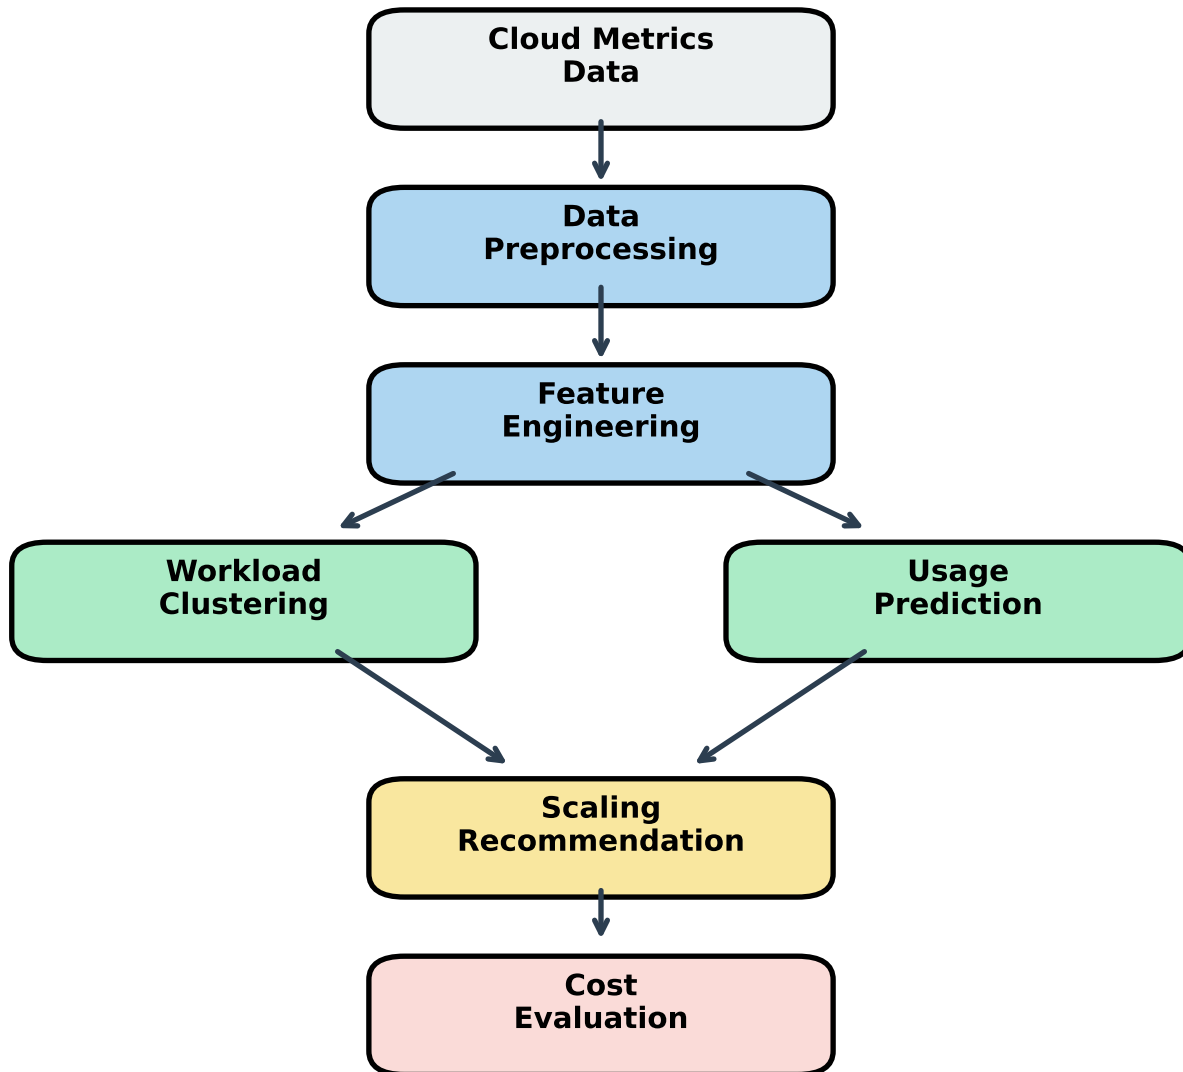 Cloud Metrics
Data
Data
Preprocessing
Feature
Engineering
Workload
Clustering
Usage
Prediction
Scaling
Recommendation
Cost
Evaluation